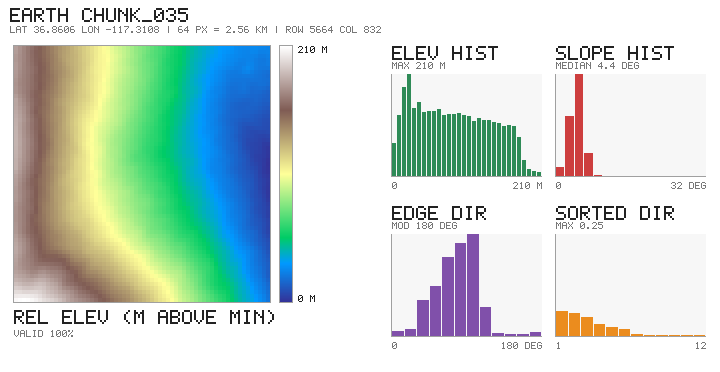 EARTH CHUNK_035
LAT 36.8606 LON -117.3108 | 64 PX = 2.56 KM | ROW 5664 COL 832
210 M
0 M
REL ELEV (M ABOVE MIN)
VALID 100%
ELEV HIST
MAX 210 M
0 210 M
SLOPE HIST
MEDIAN 4.4 DEG
0 32 DEG
EDGE DIR
MOD 180 DEG
0 180 DEG
SORTED DIR
MAX 0.25
1 12